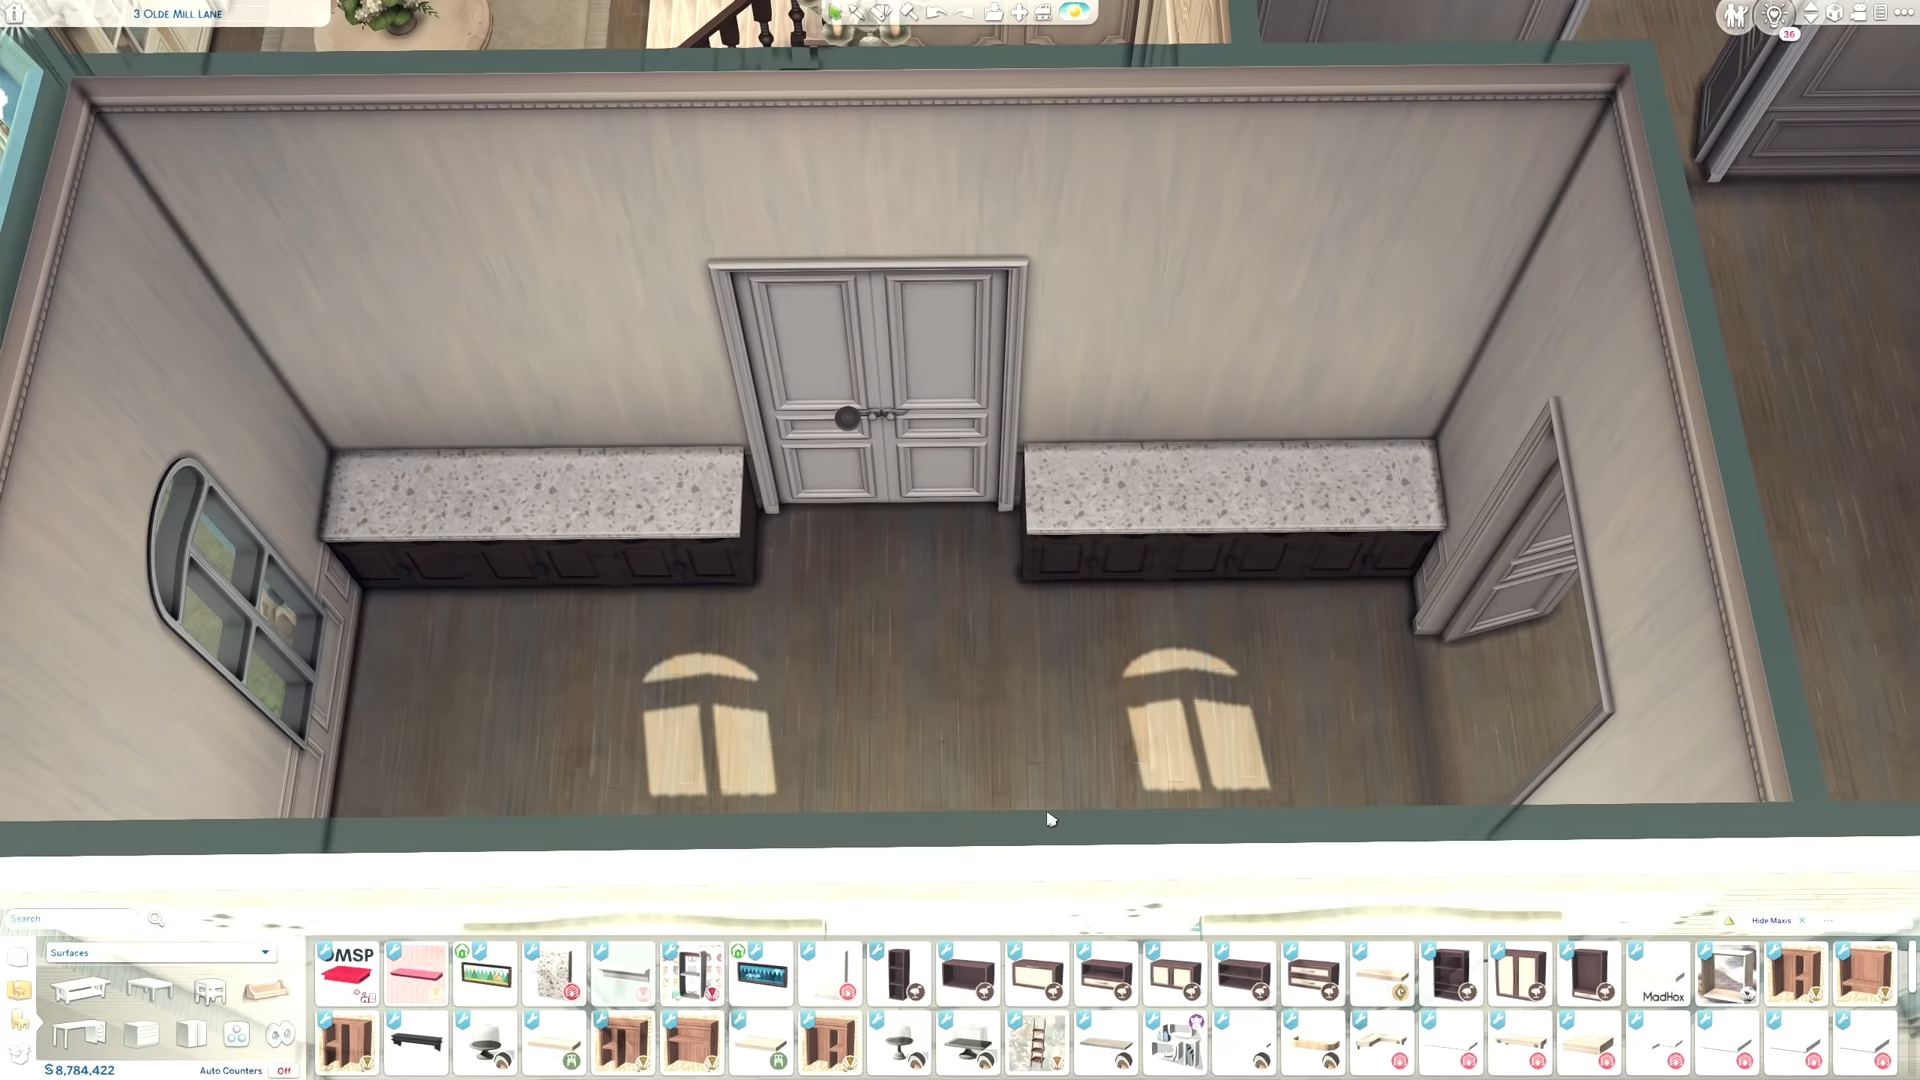 3 OLDE MILL LANE
36
Search
Hide Maxis
Surfaces
MSP
MadHox
§8,784,422
Auto Counters Off